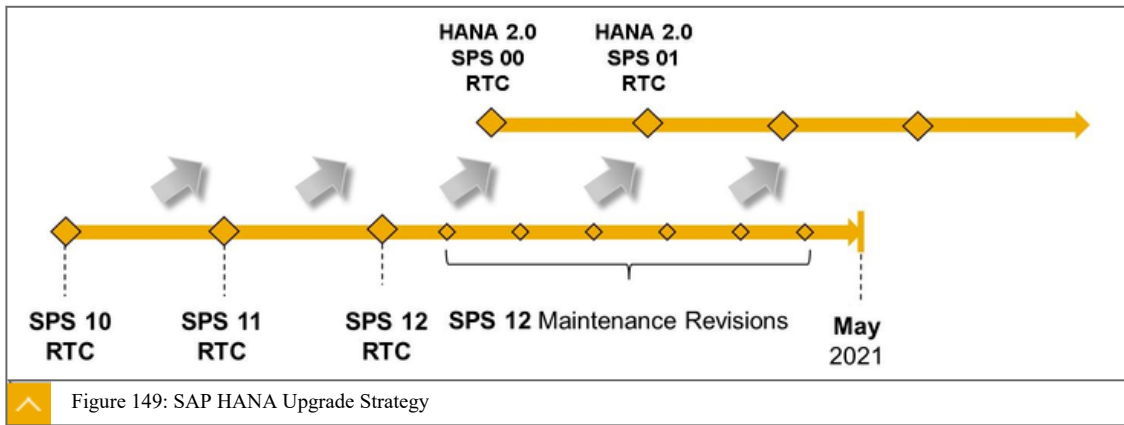 HANA 2.0
SPS 00
RTC
HANA 2.0
SPS 01
RTC
SPS 10
RTC
SPS 11
RTC
SPS 12
RTC
SPS 12 Maintenance Revisions
May
2021
Figure 149: SAP HANA Upgrade Strategy